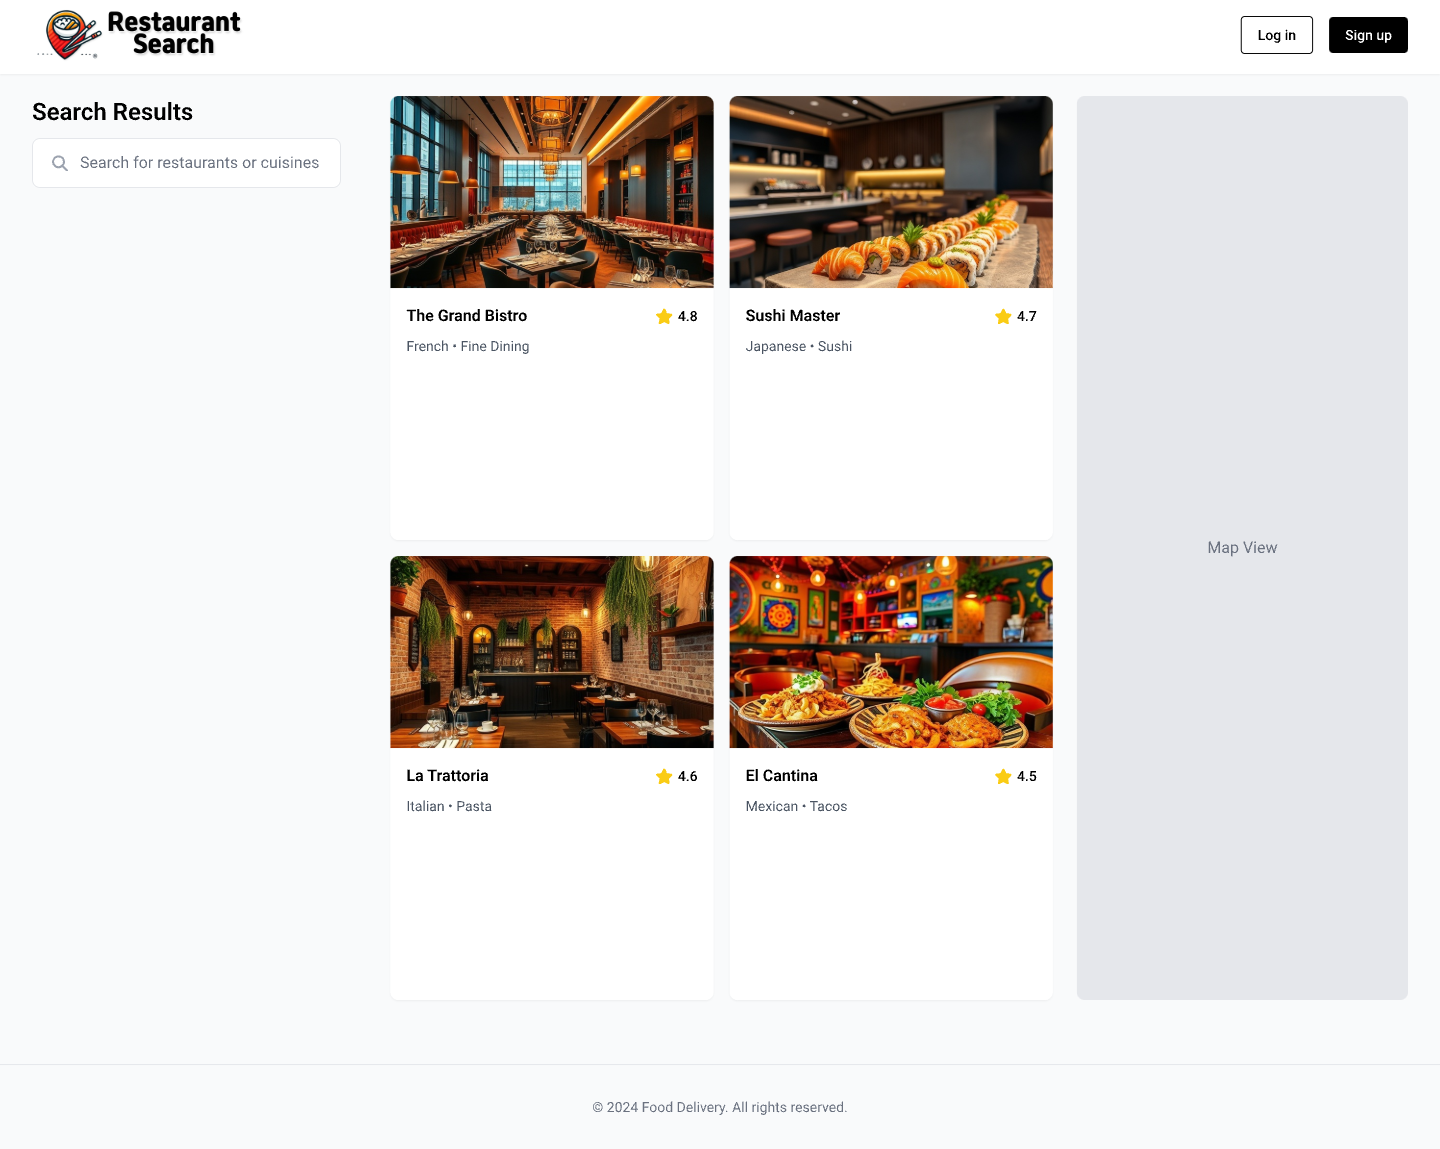 Restaurant
Search
Log in
Sign up
Search Results
Search for restaurants or cuisines
The Grand Bistro
4.8
French • Fine Dining
Sushi Master
4.7
Japanese • Sushi
La Trattoria
4.6
Italian • Pasta
El Cantina
4.5
Mexican • Tacos
Map View
© 2024 Food Delivery. All rights reserved.